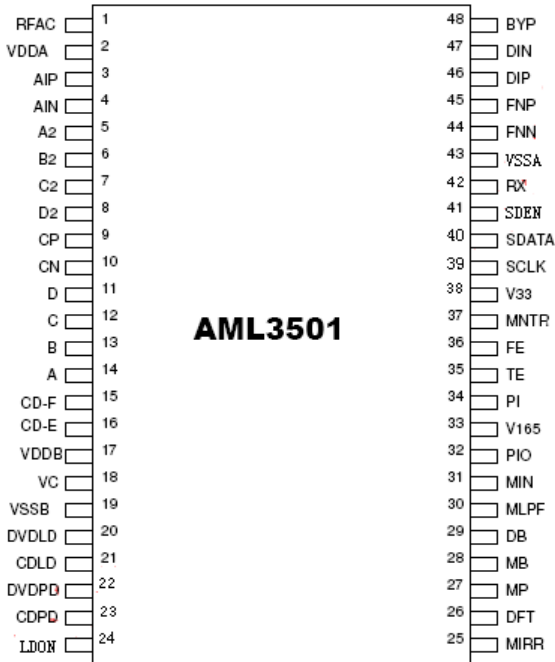 RFAC 1 48 BYP
VDDA 2 47 DIN
AIP 3 46 DIP
AIN 4 45 FNP
A2 5 44 FNN
B2 6 43 VSSA
C2 7 42 RX
D2 8 41 SDEN
CP 9 40 SDATA
CN 10 39 SCLK
D 11 38 V33
C 12 37 MNTR
AML3501
B 13 36 FE
A 14 35 TE
CD-F 15 34 PI
CD-E 16 33 V165
VDDB 17 32 PIO
VC 18 31 MIN
VSSB 19 30 MLPF
DVDLD 20 29 DB
CDLD 21 28 MB
DVDPD 22 27 MP
CDPD 23 26 DFT
LDON 24 25 MIRR